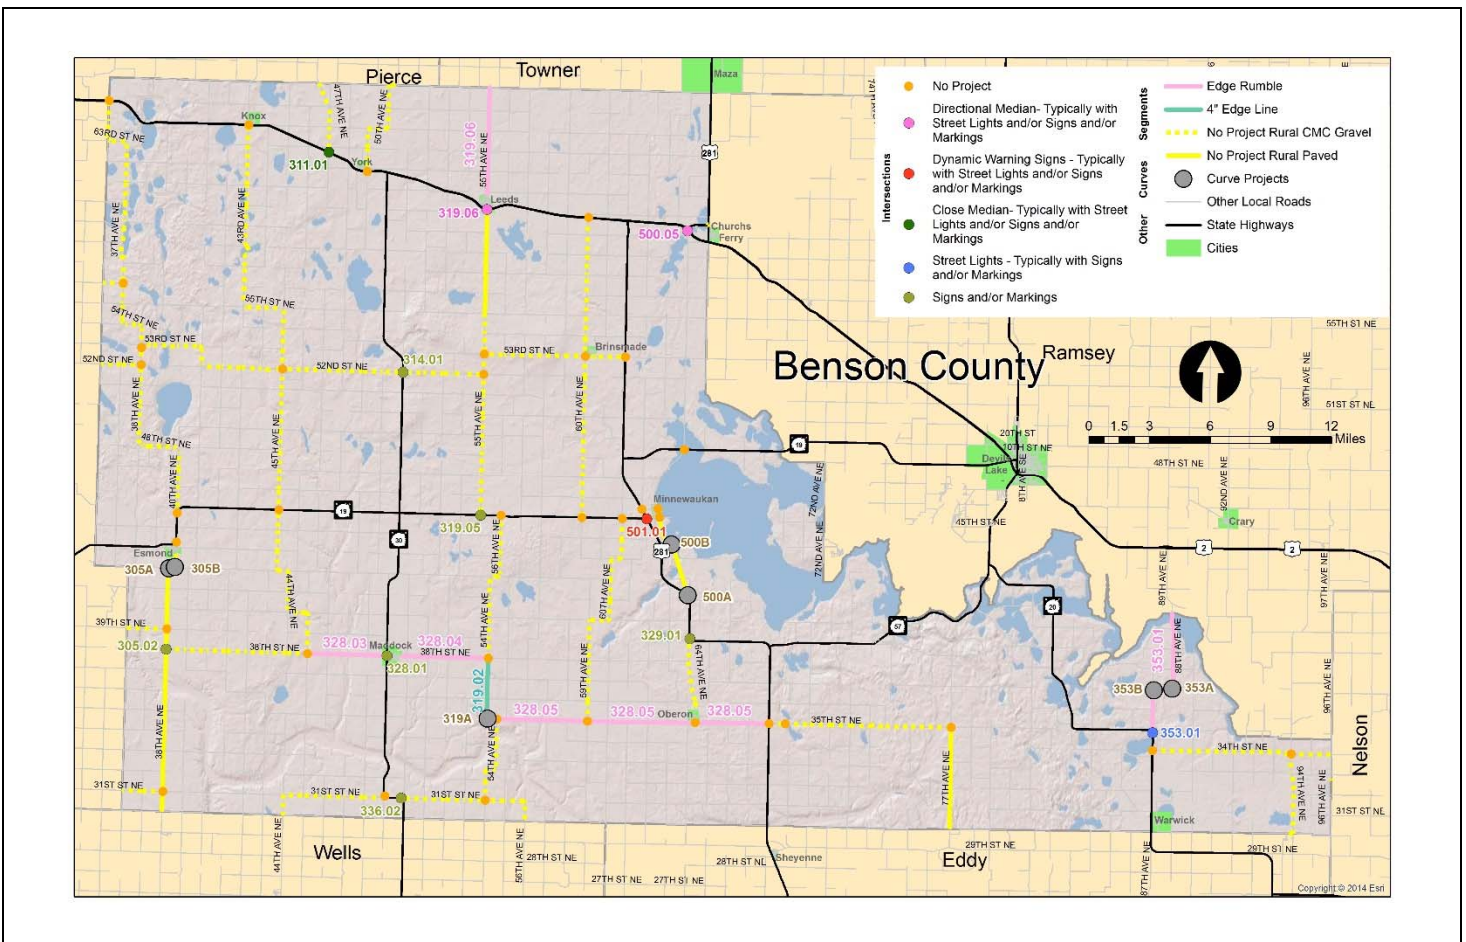 Pierce
Towner
Maza
No Project
Directional Median- Typically with
Street Lights and/or Signs and/or
Markings
Dynamic Warning Signs - Typically
with Street Lights and/or Signs
and/or Markings
Close Median- Typically with Street
Lights and/or Signs and/or
Markings
Street Lights - Typically with Signs
and/or Markings
Signs and/or Markings
Intersections
Segments
Curves
Other
Edge Rumble
4" Edge Line
No Project Rural CMC Gravel
No Project Rural Paved
Curve Projects
Other Local Roads
State Highways
Cities
47TH AVE NE
50TH AVE NE
Knox
63RD ST NE
311.01
York
319.06
55TH AVE NE
281
Leeds
319.06
500.05
Churchs
Ferry
37TH AVE NE
43RD AVE NE
55TH ST NE
54TH ST NE
53RD ST NE
52ND ST NE
52ND ST NE
314.01
53RD ST NE
Brinsmade
Benson County
Ramsey
55TH ST NE
96TH AVE NE
51ST ST NE
0 1.5 3 6 9 12
Miles
38TH AVE NE
48TH ST NE
45TH AVE NE
55TH AVE NE
60TH AVE NE
19
20TH ST
10TH ST NE
Devils
Lake
8TH AVE SE
48TH ST NE
92ND AVE NE
Crary
40TH AVE NE
19
30
319.05
Minnewaukan
501.01
281
500B
72ND AVE NE
72ND AVE NE
45TH ST NE
2
2
Esmond
305A
305B
44TH AVE NE
56TH AVE NE
60TH AVE NE
500A
20
89TH AVE NE
97TH AVE NE
39TH ST NE
305.02
38TH ST NE
328.03
Maddock
328.04
38TH ST NE
328.01
54TH AVE NE
329.01
57
64TH AVE NE
59TH AVE NE
353.01
88TH AVE NE
353B
353A
319.02
319A
328.05
328.05
Oberon
328.05
35TH ST NE
353.01
34TH ST NE
96TH AVE NE
Nelson
38TH AVE NE
54TH AVE NE
77TH AVE NE
94TH AVE NE
96TH AVE NE
31ST ST NE
31ST ST NE
31ST ST NE
336.02
31ST ST NE
Warwick
44TH AVE NE
Wells
56TH AVE NE
28TH ST NE
27TH ST NE
27TH ST NE
28TH ST NE
Sheyenne
Eddy
29TH ST NE
87TH AVE NE
29TH ST NE
Copyright:© 2014 Esri